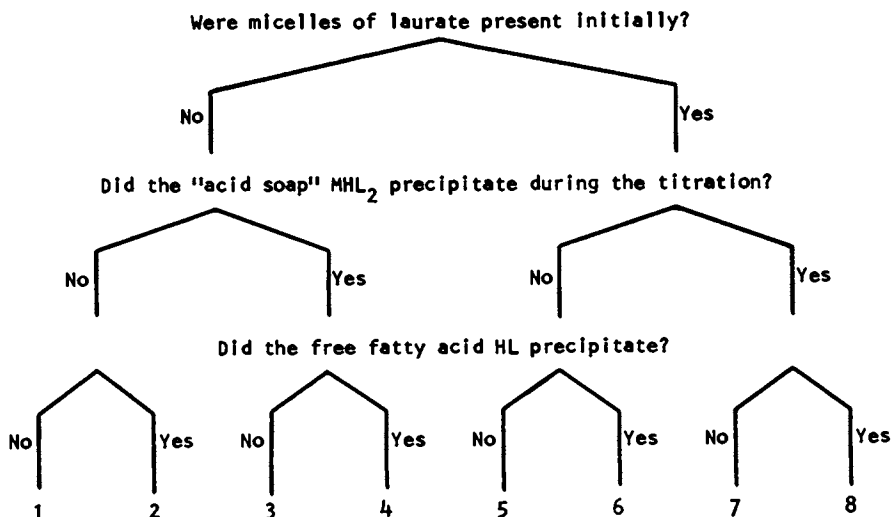 Were micelles of laurate present initially?
No Yes
Did the "acid soap" MHL₂ precipitate during the titration?
No Yes No Yes
Did the free fatty acid HL precipitate?
No Yes No Yes No Yes No Yes
1 2 3 4 5 6 7 8